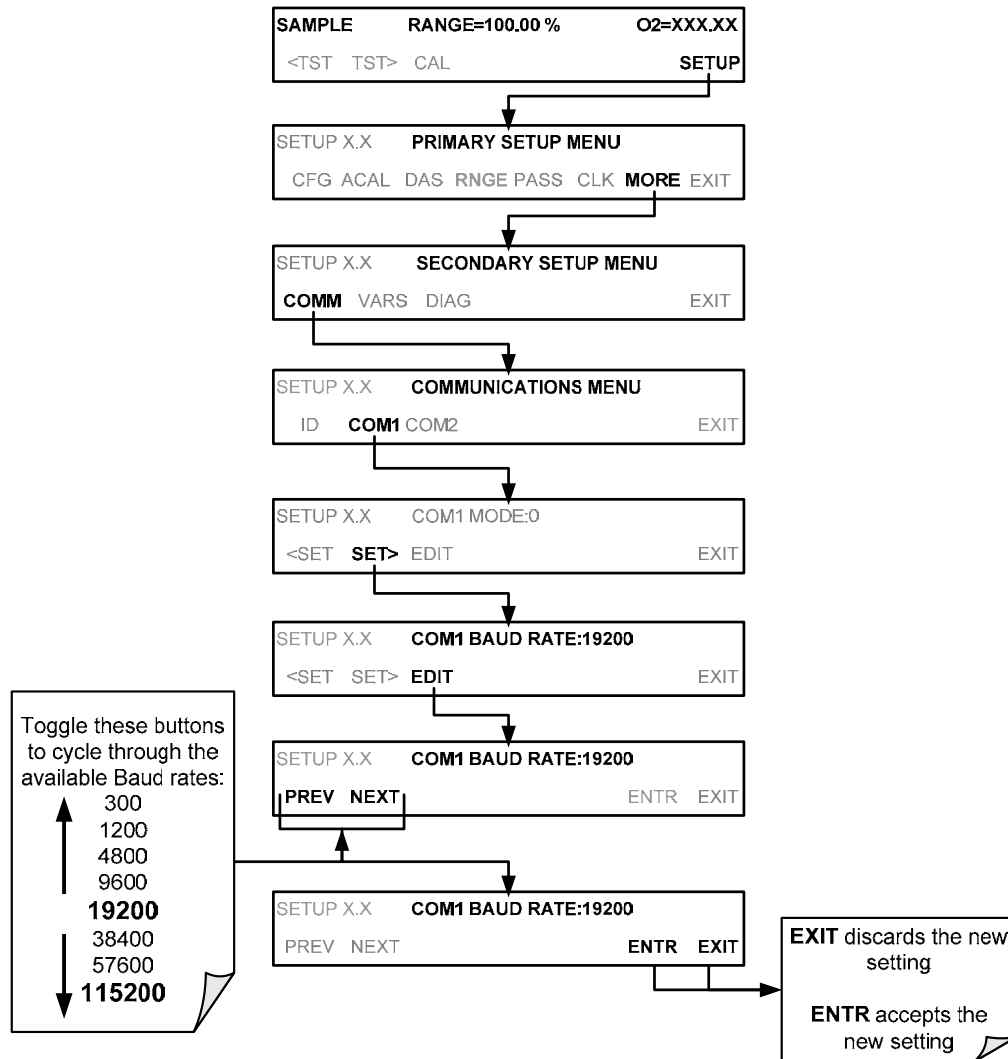 SAMPLE RANGE=100.00 % O2=XXX.XX
<TST TST> CAL SETUP
SETUP X.X PRIMARY SETUP MENU
CFG ACAL DAS RNGE PASS CLK MORE EXIT
SETUP X.X SECONDARY SETUP MENU
COMM VARS DIAG EXIT
SETUP X.X COMMUNICATIONS MENU
ID COM1 COM2 EXIT
SETUP X.X COM1 MODE:0
<SET SET> EDIT EXIT
SETUP X.X COM1 BAUD RATE:19200
<SET SET> EDIT EXIT
SETUP X.X COM1 BAUD RATE:19200
PREV NEXT ENTR EXIT
Toggle these buttons
to cycle through the
available Baud rates:
300
1200
4800
9600
19200
38400
57600
115200
SETUP X.X COM1 BAUD RATE:19200
PREV NEXT ENTR EXIT
EXIT discards the new
setting
ENTR accepts the
new setting